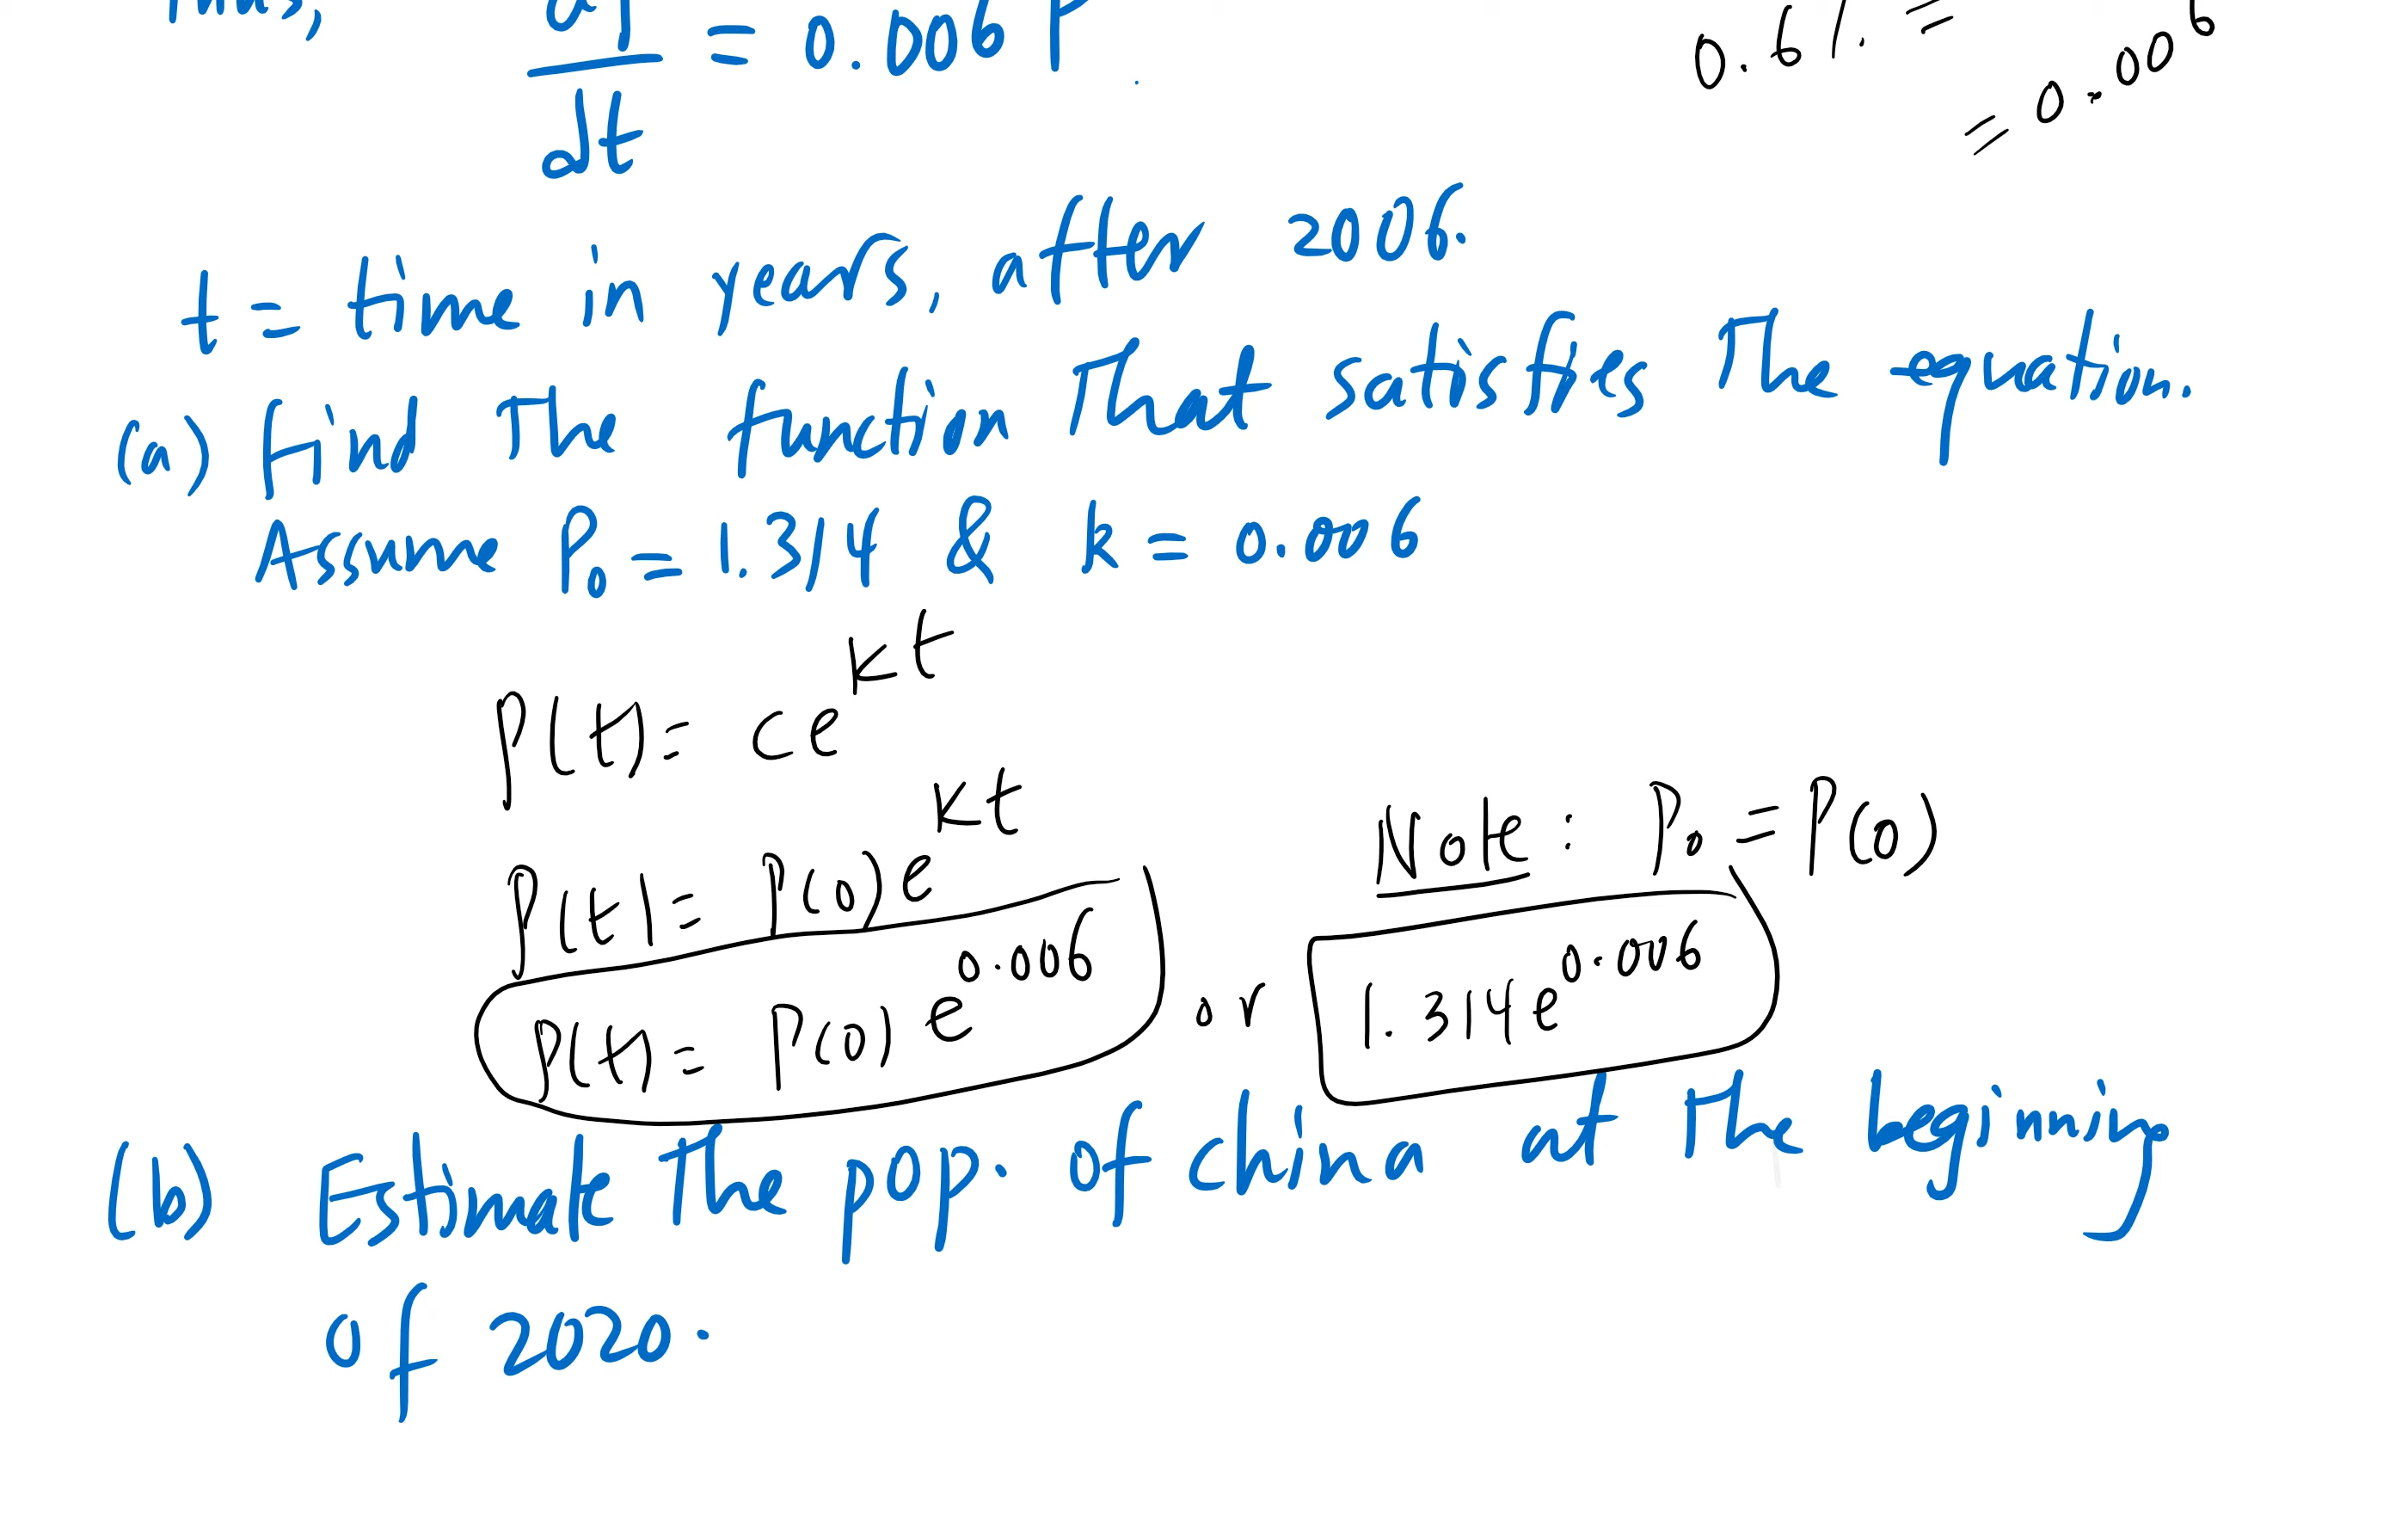 Thus, dP/dt = 0.006P.
0.6%. =
= 0.006
t = time in years, after 2006.
(a) Find the function that satisfies the equation.
Assume P₀ = 1.314 & k = 0.006
P(t) = ce^kt
P(t) = P(0)e^kt
Note: P₀ = P(0)
P(t) = P(0) e^0.006 or 1.314e^0.006
(b) Estimate the pop. of china at the beginning
of 2020.